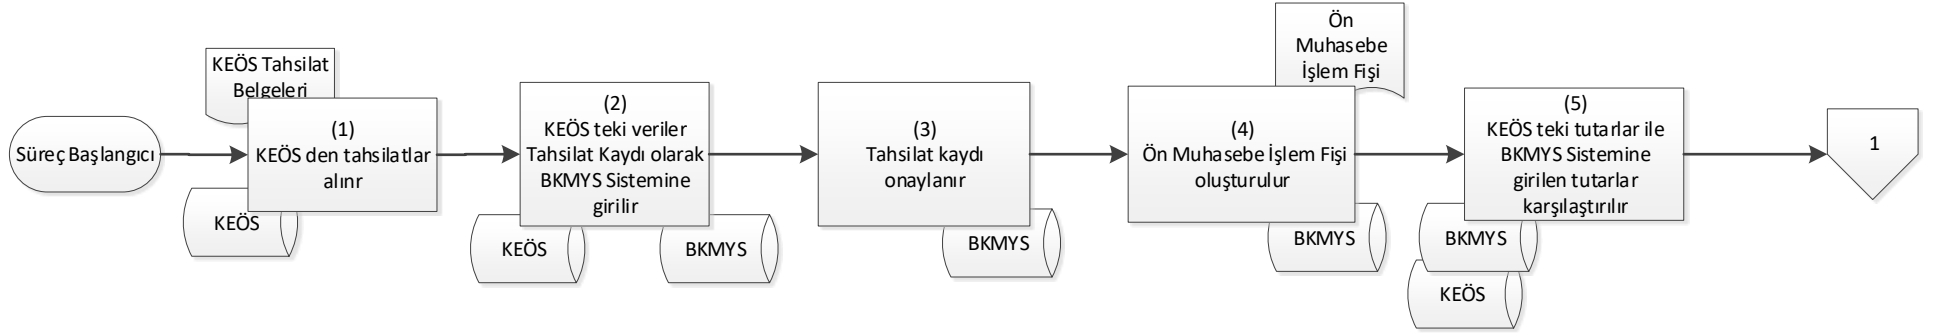 Süreç Başlangıcı
KEÖS Tahsilat
Belgeleri
(1)
KEÖS den tahsilatlar
alınr
KEÖS
(2)
KEÖS teki veriler
Tahsilat Kaydı olarak
BKMYS Sistemine
girilir
KEÖS
BKMYS
(3)
Tahsilat kaydı
onaylanır
BKMYS
Ön
Muhasebe
İşlem Fişi
(4)
Ön Muhasebe İşlem Fişi
oluşturulur
BKMYS
(5)
KEÖS teki tutarlar ile
BKMYS Sistemine
girilen tutarlar
karşılaştırılır
BKMYS
KEÖS
1